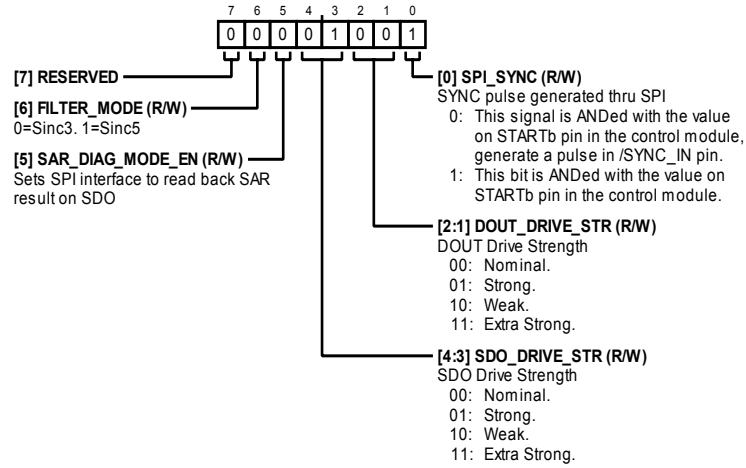 7 6 5 4 3 2 1 0
0 0 0 0 1 0 0 1
[7] RESERVED
[6] FILTER_MODE (R/W)
0=Sinc3. 1=Sinc5
[5] SAR_DIAG_MODE_EN (R/W)
Sets SPI interface to read back SAR
result on SDO
[0] SPI_SYNC (R/W)
SYNC pulse generated thru SPI
0: This signal is ANDed with the value
on STARTb pin in the control module,
generate a pulse in /SYNC_IN pin.
1: This bit is ANDed with the value on
STARTb pin in the control module.
[2:1] DOUT_DRIVE_STR (R/W)
DOUT Drive Strength
00: Nominal.
01: Strong.
10: Weak.
11: Extra Strong.
[4:3] SDO_DRIVE_STR (R/W)
SDO Drive Strength
00: Nominal.
01: Strong.
10: Weak.
11: Extra Strong.